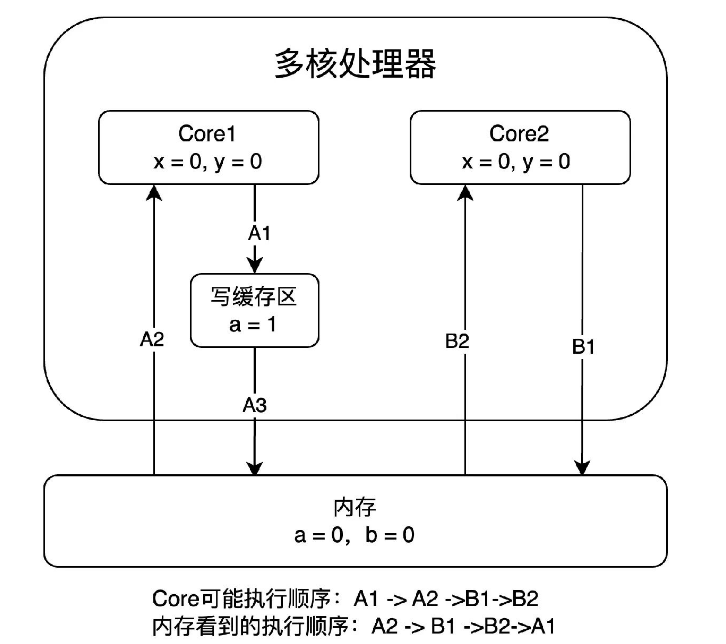 多核处理器
Core1
x = 0, y = 0
Core2
x = 0, y = 0
A1
写缓存区
a = 1
A2
B2
B1
A3
内存
a = 0,  b = 0
Core可能执行顺序：A1 -> A2 ->B1->B2
内存看到的执行顺序：A2 -> B1 ->B2->A1